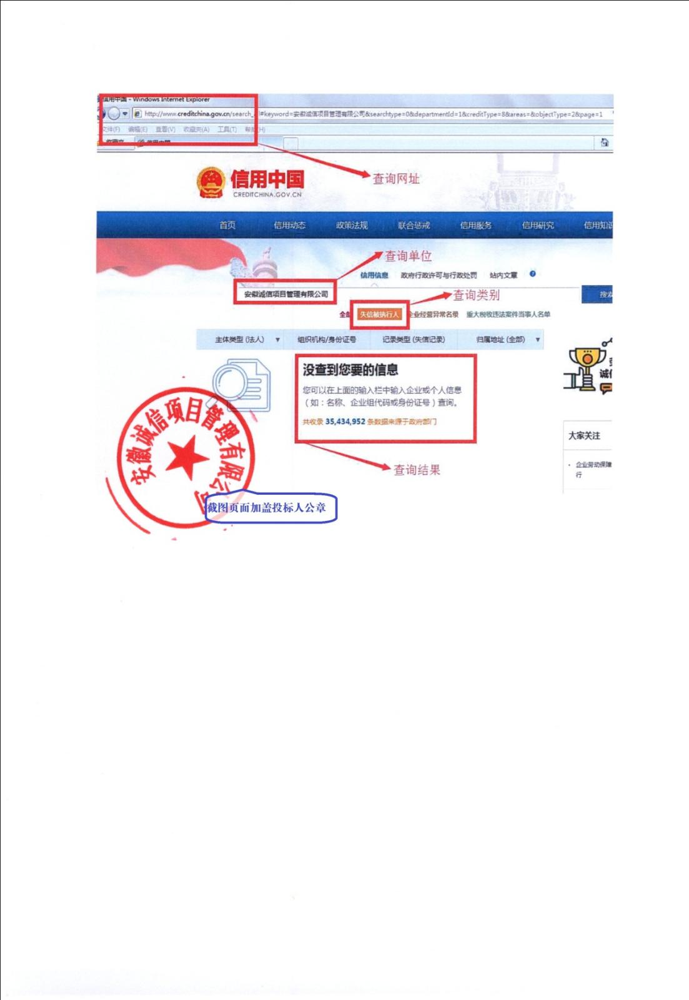 信用中国 - Windows Internet Explorer
http://www.creditchina.gov.cn/search_ l#keyword=安徽诚信项目管理有限公司&searchtype=0&departmentId=1&creditType=8&areas=&objectType=2&page=1
文件(F) 编辑(E) 查看(V) 收藏夹(A) 工具(T) 帮助(H)
收藏夹 信用中国
查询网址
信用中国
CREDITCHINA.GOV.CN
首页 信用动态 政策法规 联合惩戒 信用服务 信用研究 信用知识
查询单位
信用信息 政府行政许可与行政处罚 站内文章 ?
安徽诚信项目管理有限公司 搜索
查询类别
全部 失信被执行人 企业经营异常名录 重大税收违法案件当事人名单
主体类型 (法人) ▼ 组织机构/身份证号 记录类型 (失信记录) 归属地址 (全部) ▼
没查到您要的信息
您可以在上面的输入栏中输入企业或个人信息
（如：名称、企业组代码或身份证号）查询。
共收录 35,434,952 条数据来源于政府部门
诚信
大家关注
· 企业劳动保障
行
查询结果
安徽诚信项目管理有限公司
截图页面加盖投标人公章